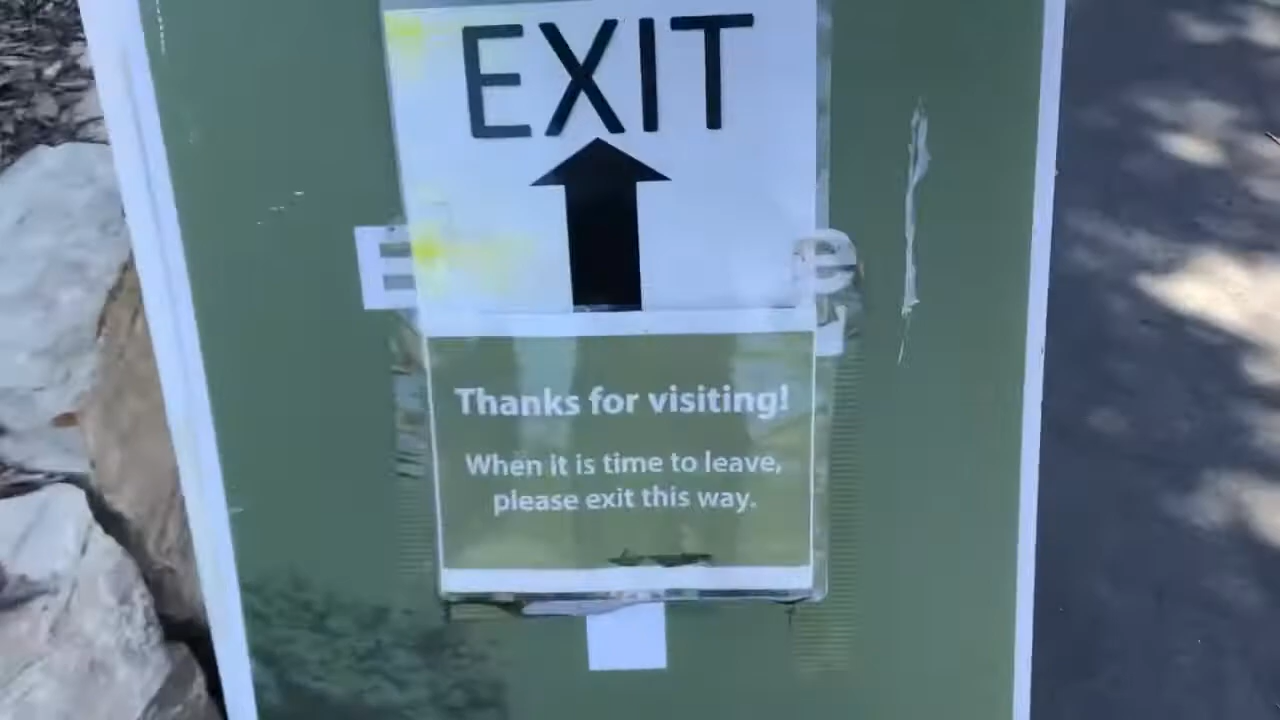 EXIT
E e
Thanks for visiting!
When it is time to leave,
please exit this way.